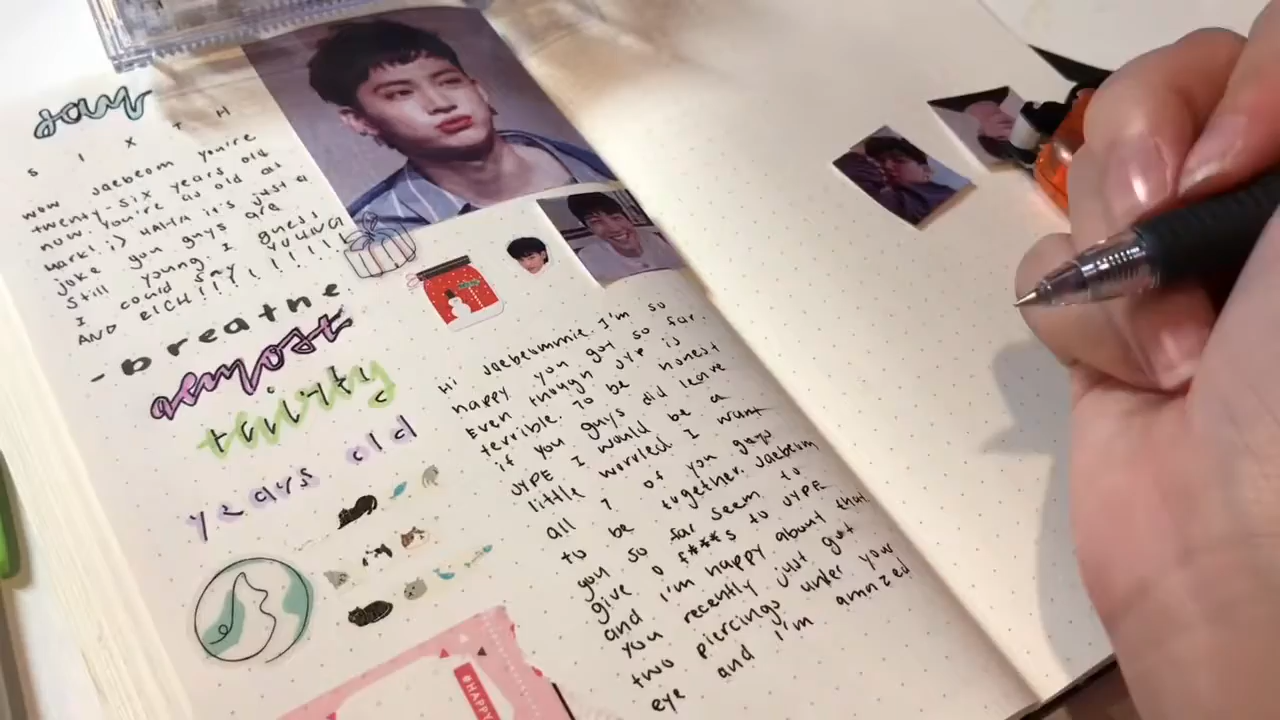 jan
S I X T H
wow Jaebeom you're
twenty-six years old
now. You're as old as
Mark! :) HAHA it's just a
joke you guys are
still young. I guess
I could say
AND RICH!!!!!!!!!!!
-breathe
almost
thirty
years old
Hi Jaebeommie. I'm so
happy you guy so far
Even though JYP is
terrible to be honest
if you guys did leave
JYPE I would be a
little worried I want
all 7 of you guys
to be together. Jaebeom
you so far seem to
give 0 f***s to JYPE
and I'm happy about that
you recently just got
two piercings under your
eye and I'm amazed
#HAPPY